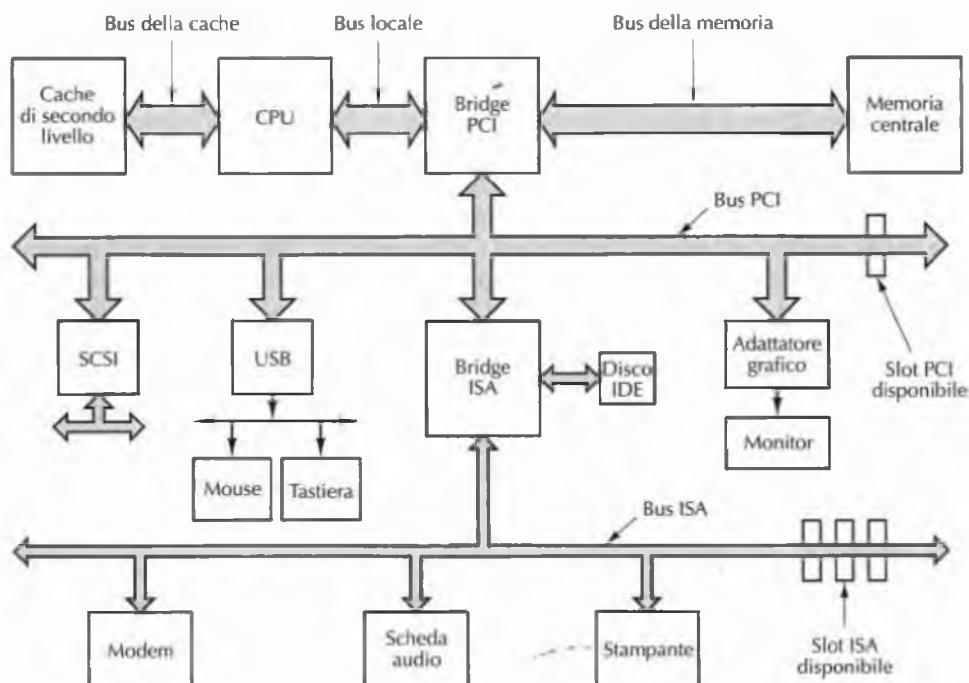 Bus della cache
Bus locale
Bus della memoria
Cache
di secondo
livello
CPU
Bridge
PCI
Memoria
centrale
Bus PCI
SCSI
USB
Bridge
ISA
Disco
IDE
Adattatore
grafico
Slot PCI
disponibile
Monitor
Mouse
Tastiera
Bus ISA
Modem
Scheda
audio
Stampante
Slot ISA
disponibile